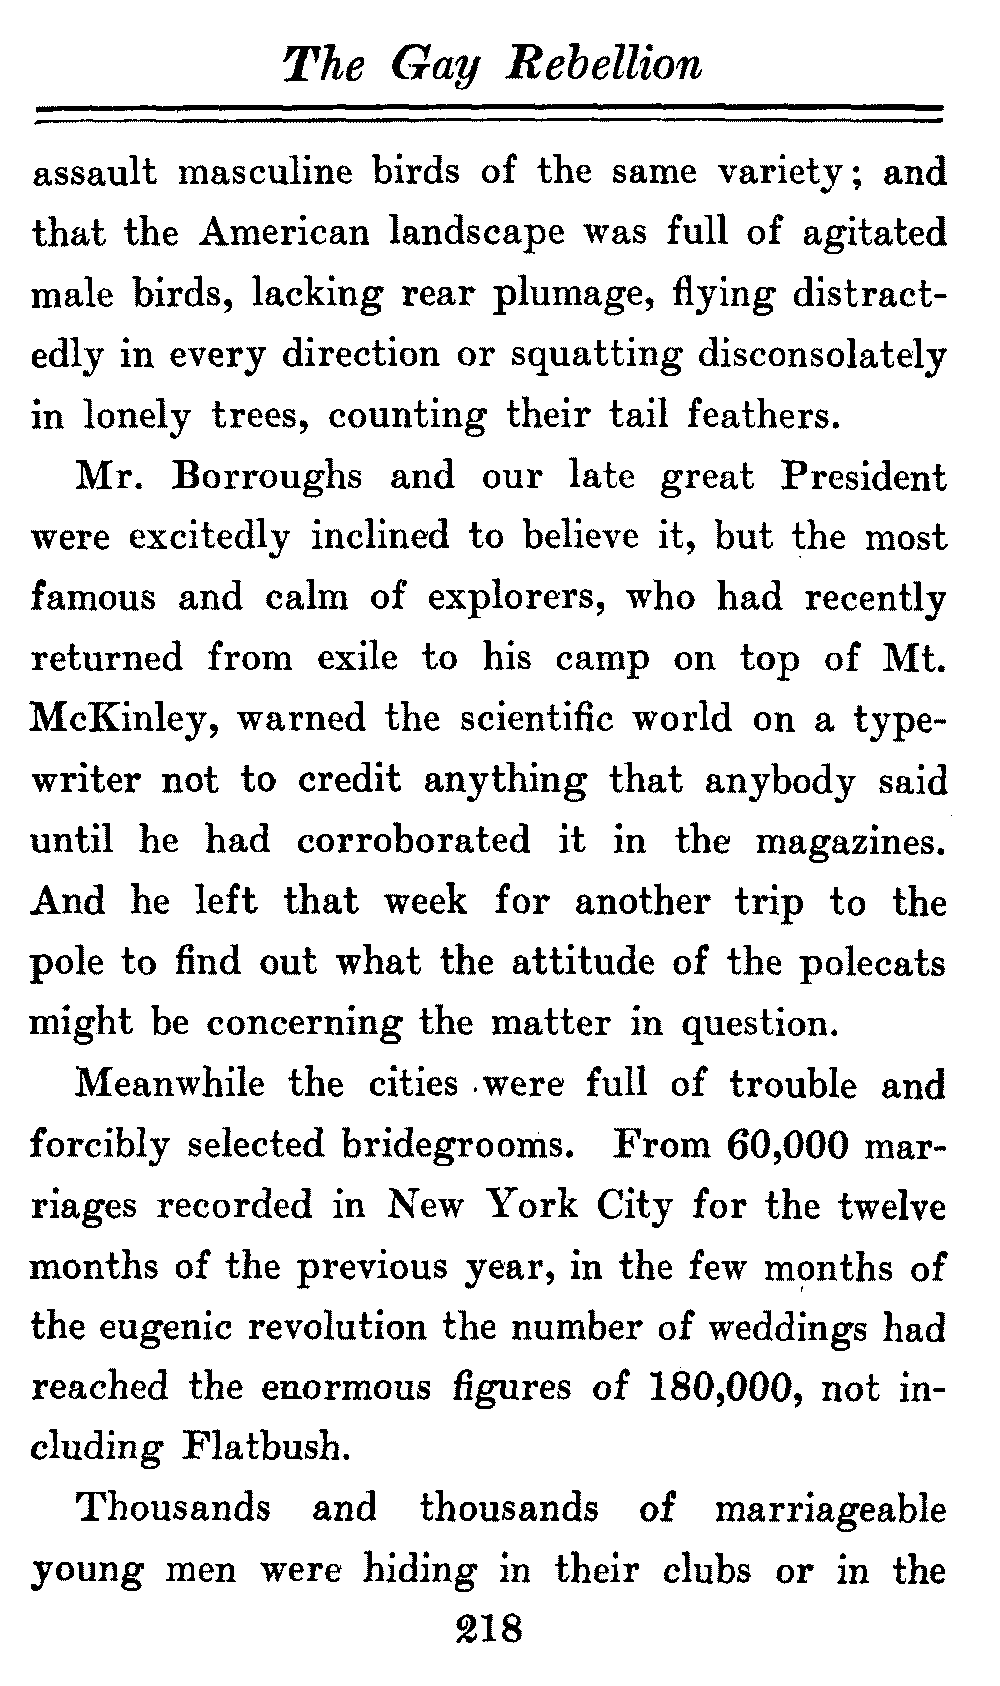 The Gay Rebellion
assault masculine birds of the same variety; and
that the American landscape was full of agitated
male birds, lacking rear plumage, flying distract-
edly in every direction or squatting disconsolately
in lonely trees, counting their tail feathers.
Mr. Borroughs and our late great President
were excitedly inclined to believe it, but the most
famous and calm of explorers, who had recently
returned from exile to his camp on top of Mt.
McKinley, warned the scientific world on a type-
writer not to credit anything that anybody said
until he had corroborated it in the magazines.
And he left that week for another trip to the
pole to find out what the attitude of the polecats
might be concerning the matter in question.
Meanwhile the cities were full of trouble and
forcibly selected bridegrooms. From 60,000 mar-
riages recorded in New York City for the twelve
months of the previous year, in the few months of
the eugenic revolution the number of weddings had
reached the enormous figures of 180,000, not in-
cluding Flatbush.
Thousands and thousands of marriageable
young men were hiding in their clubs or in the
218